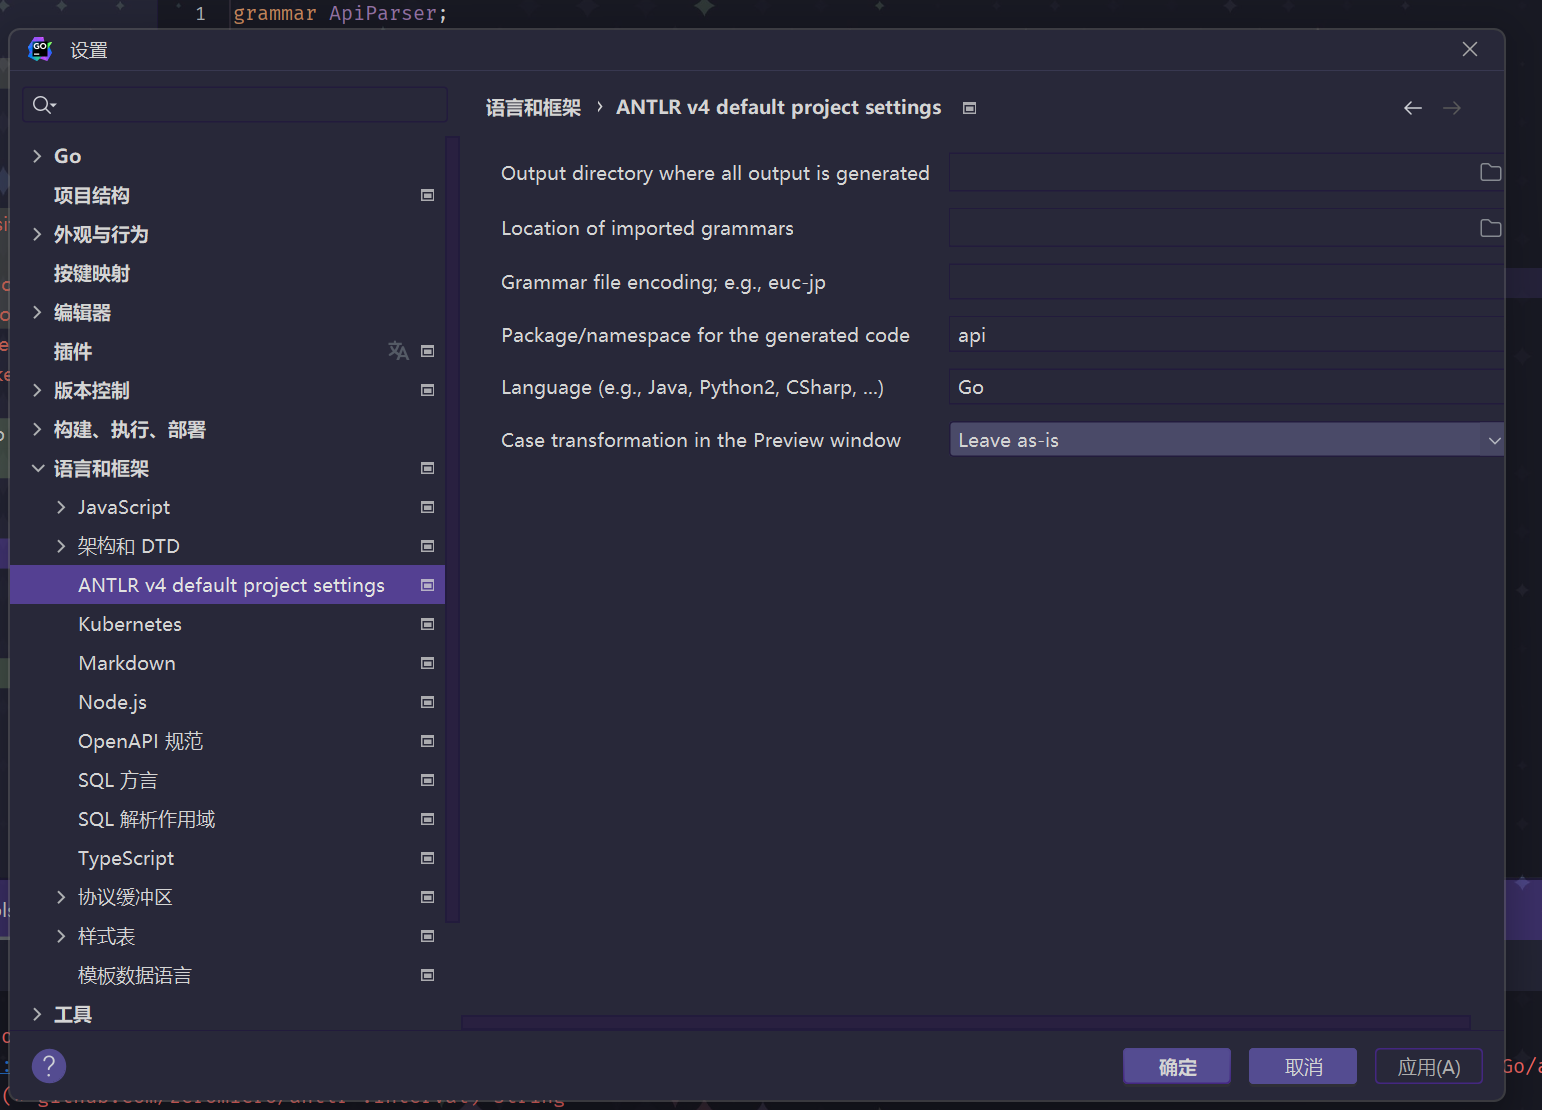 1 grammar ApiParser;
设置
语言和框架 › ANTLR v4 default project settings
Go
项目结构
外观与行为
按键映射
编辑器
插件
版本控制
构建、执行、部署
语言和框架
JavaScript
架构和 DTD
ANTLR v4 default project settings
Kubernetes
Markdown
Node.js
OpenAPI 规范
SQL 方言
SQL 解析作用域
TypeScript
协议缓冲区
样式表
模板数据语言
工具
Output directory where all output is generated
Location of imported grammars
Grammar file encoding; e.g., euc-jp
Package/namespace for the generated code api
Language (e.g., Java, Python2, CSharp, ...) Go
Case transformation in the Preview window Leave as-is
?
确定
取消
应用(A)
Go/